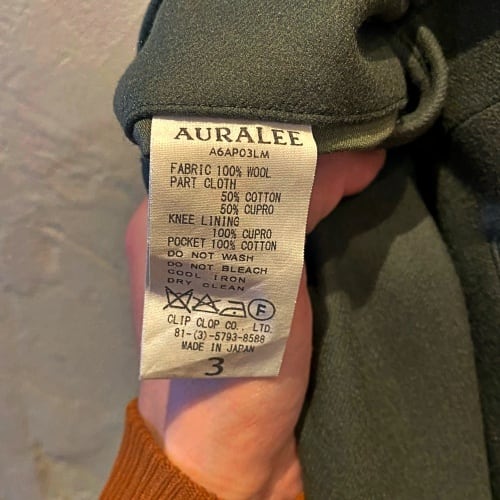 AURALEE
A6AP03LM
FABRIC 100% WOOL
PART CLOTH
50% COTTON
50% CUPRO
KNEE LINING
100% CUPRO
POCKET 100% COTTON
DO NOT WASH
DO NOT BLEACH
COOL IRON
DRY CLEAN
F
CLIP CLOP CO., LTD.
81-(3)-5793-8588
MADE IN JAPAN
3